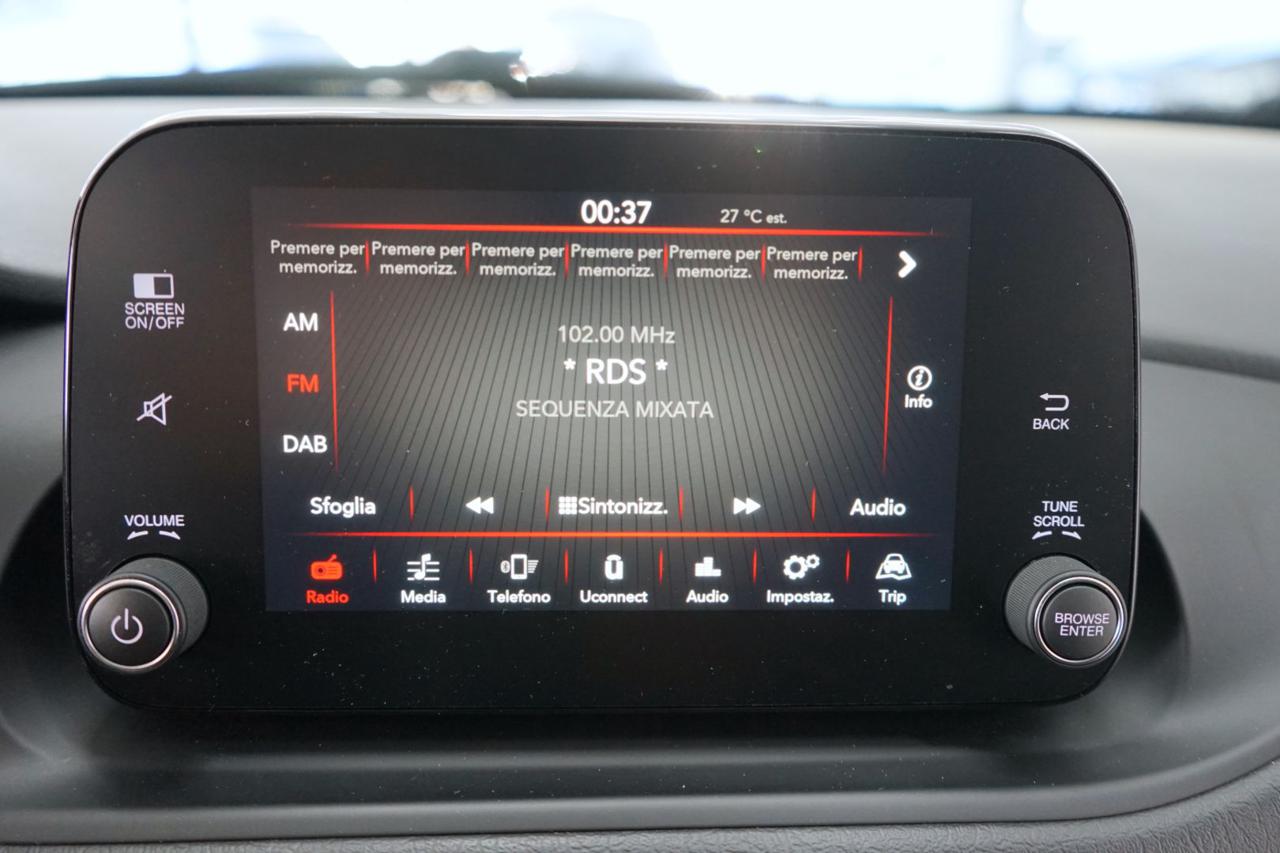 00:37 27 °C est.
Premere per Premere per Premere per Premere per Premere per Premere per
memorizz. memorizz. memorizz. memorizz. memorizz. memorizz.
SCREEN
ON/OFF
AM
102.00 MHz
* RDS *
FM
Info
SEQUENZA MIXATA
BACK
DAB
Sfoglia Sintonizz. Audio
VOLUME
TUNE
SCROLL
Radio Media Telefono Uconnect Audio Impostaz. Trip
BROWSE
ENTER